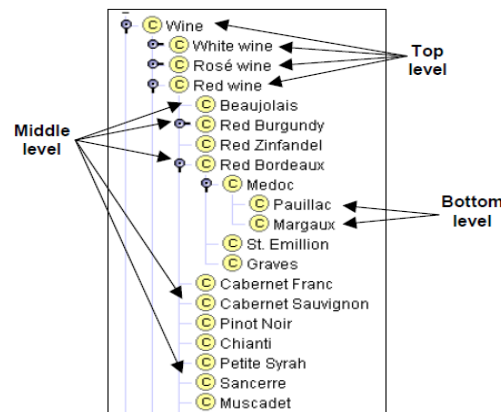 Wine
White wine
Rosé wine
Red wine
Top
level
Beaujolais
Red Burgundy
Red Zinfandel
Red Bordeaux
Middle
level
Medoc
Pauillac
Margaux
Bottom
level
St. Emillion
Graves
Cabernet Franc
Cabernet Sauvignon
Pinot Noir
Chianti
Petite Syrah
Sancerre
Muscadet